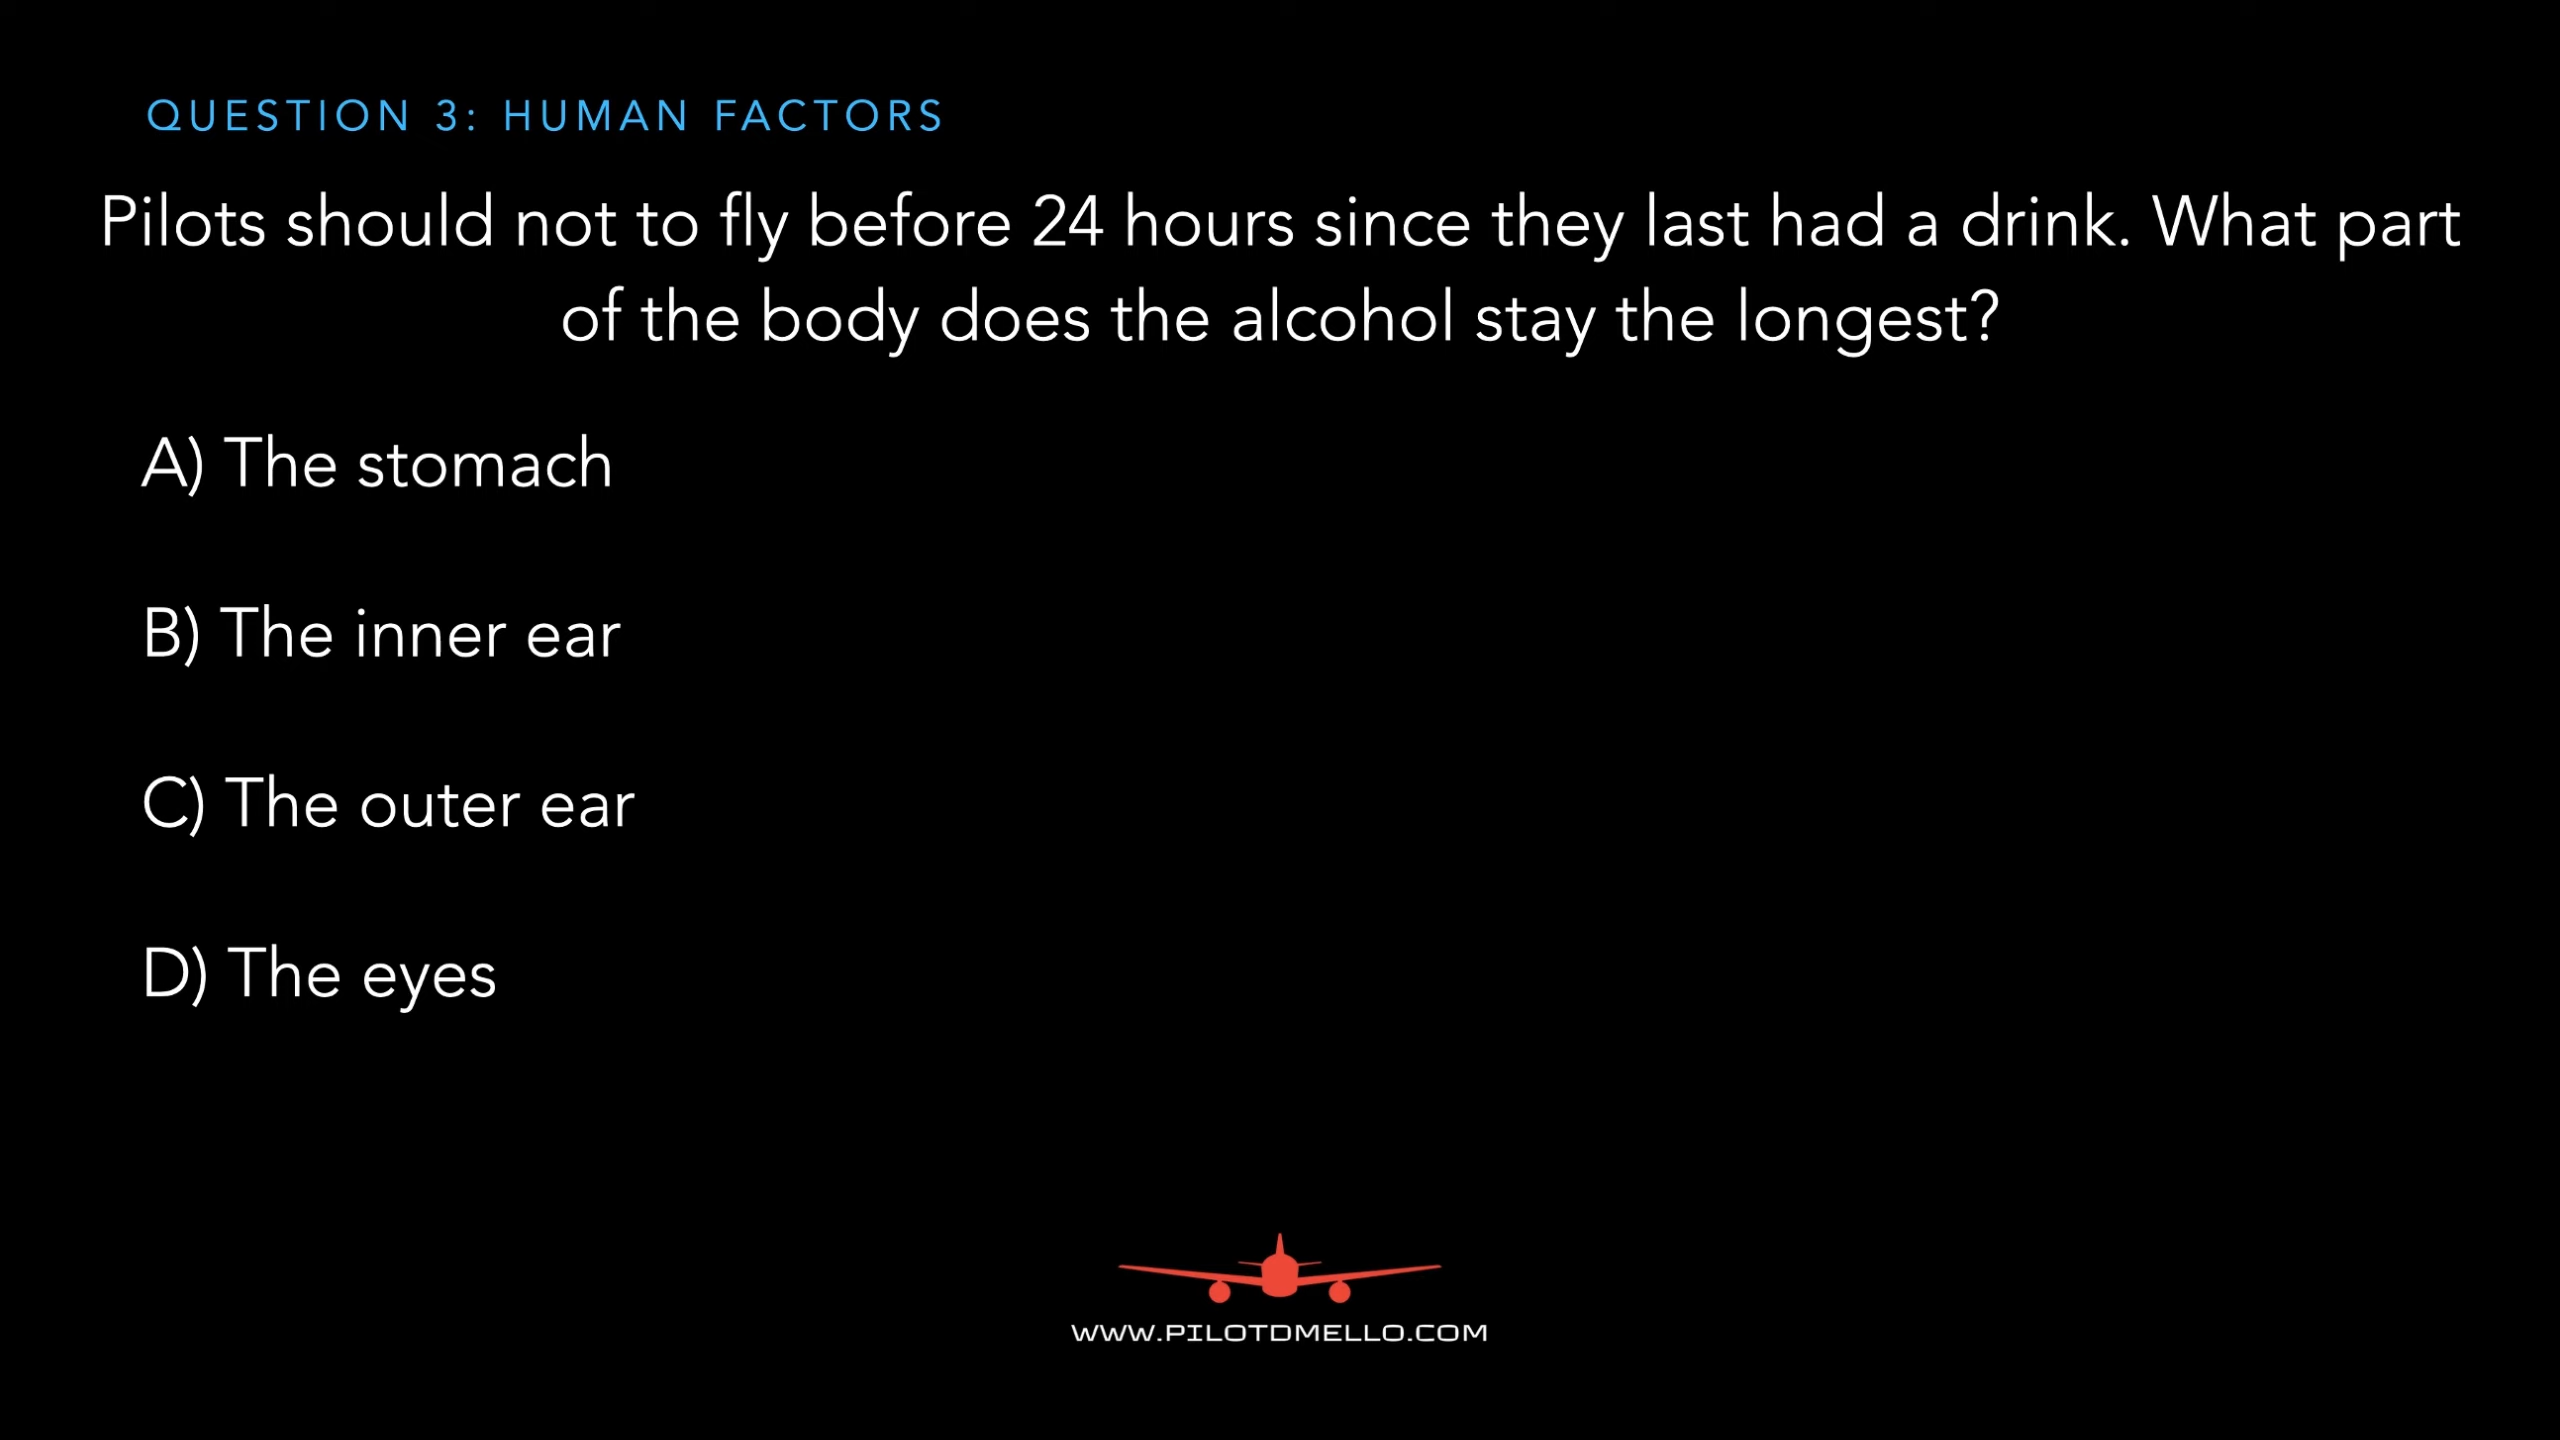 QUESTION 3: HUMAN FACTORS
Pilots should not to fly before 24 hours since they last had a drink. What part
of the body does the alcohol stay the longest?
A) The stomach
B) The inner ear
C) The outer ear
D) The eyes
WWW.PILOTDMELLO.COM